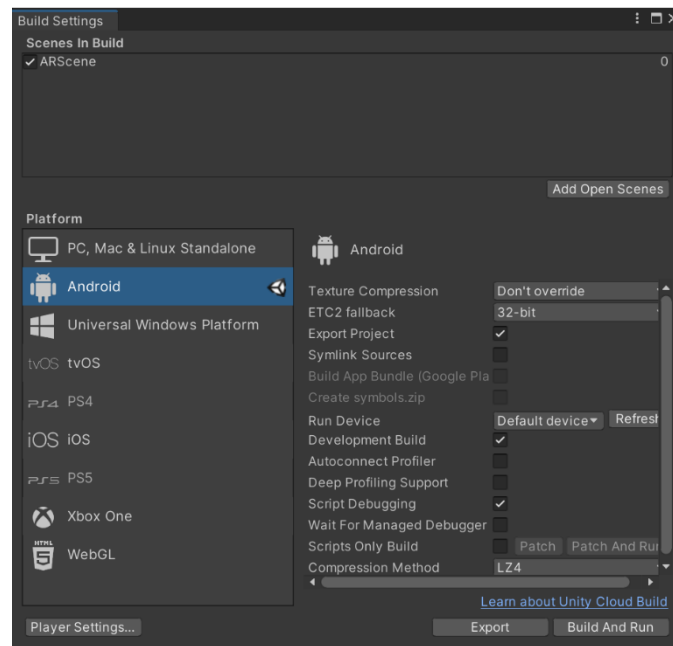 Build Settings
Scenes In Build
ARScene 0
Add Open Scenes
Platform
PC, Mac & Linux Standalone
Android
Universal Windows Platform
tvOS tvOS
PS4 PS4
iOS iOS
PS5 PS5
Xbox One
HTML
5
WebGL
Android
Texture Compression Don't override
ETC2 fallback 32-bit
Export Project
Symlink Sources
Build App Bundle (Google Pla
Create symbols.zip
Run Device Default device Refresh
Development Build
Autoconnect Profiler
Deep Profiling Support
Script Debugging
Wait For Managed Debugger
Scripts Only Build Patch Patch And Run
Compression Method LZ4
Learn about Unity Cloud Build
Player Settings... Export Build And Run